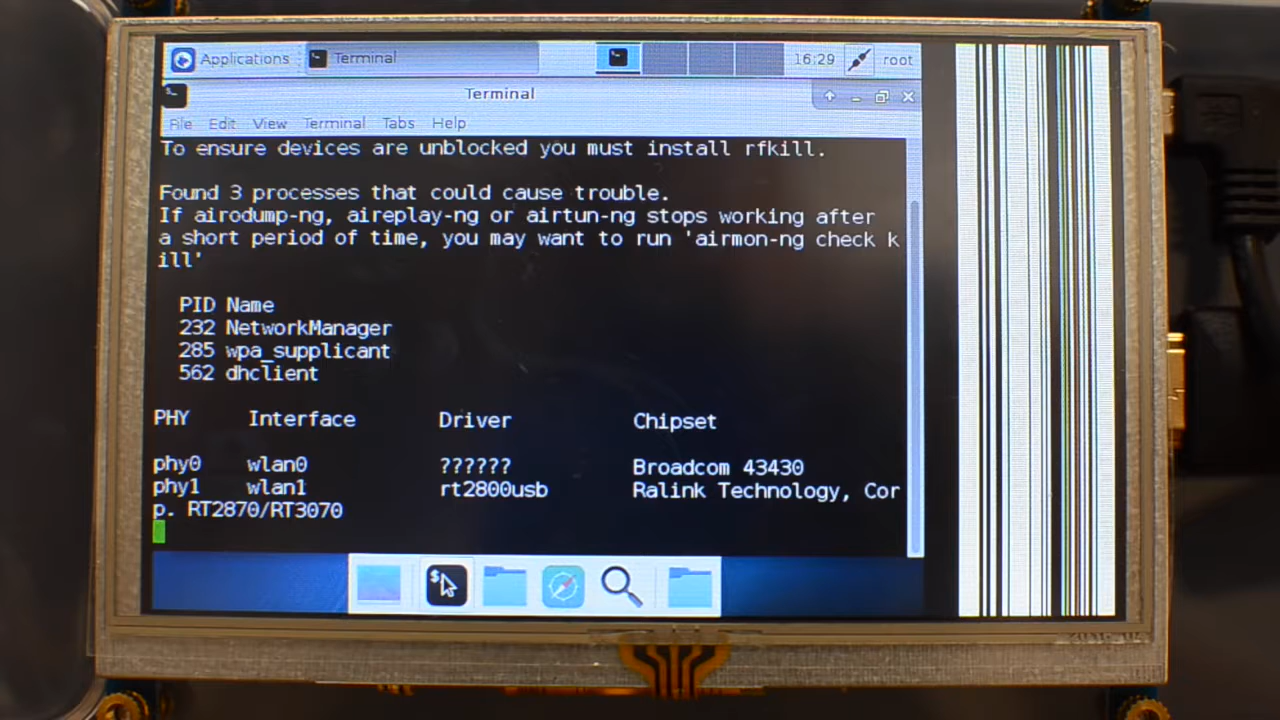 Applications Terminal 16:29 root
Terminal
File Edit View Terminal Tabs Help
To ensure devices are unblocked you must install rfkill.
Found 3 processes that could cause trouble.
If airodump-ng, aireplay-ng or airtun-ng stops working after
a short period of time, you may want to run 'airmon-ng check k
ill'
PID Name
232 NetworkManager
285 wpa_supplicant
562 dhclient
PHY Interface Driver Chipset
phy0 wlan0 ?????? Broadcom 43430
phy1 wlan1 rt2800usb Ralink Technology, Cor
p. RT2870/RT3070